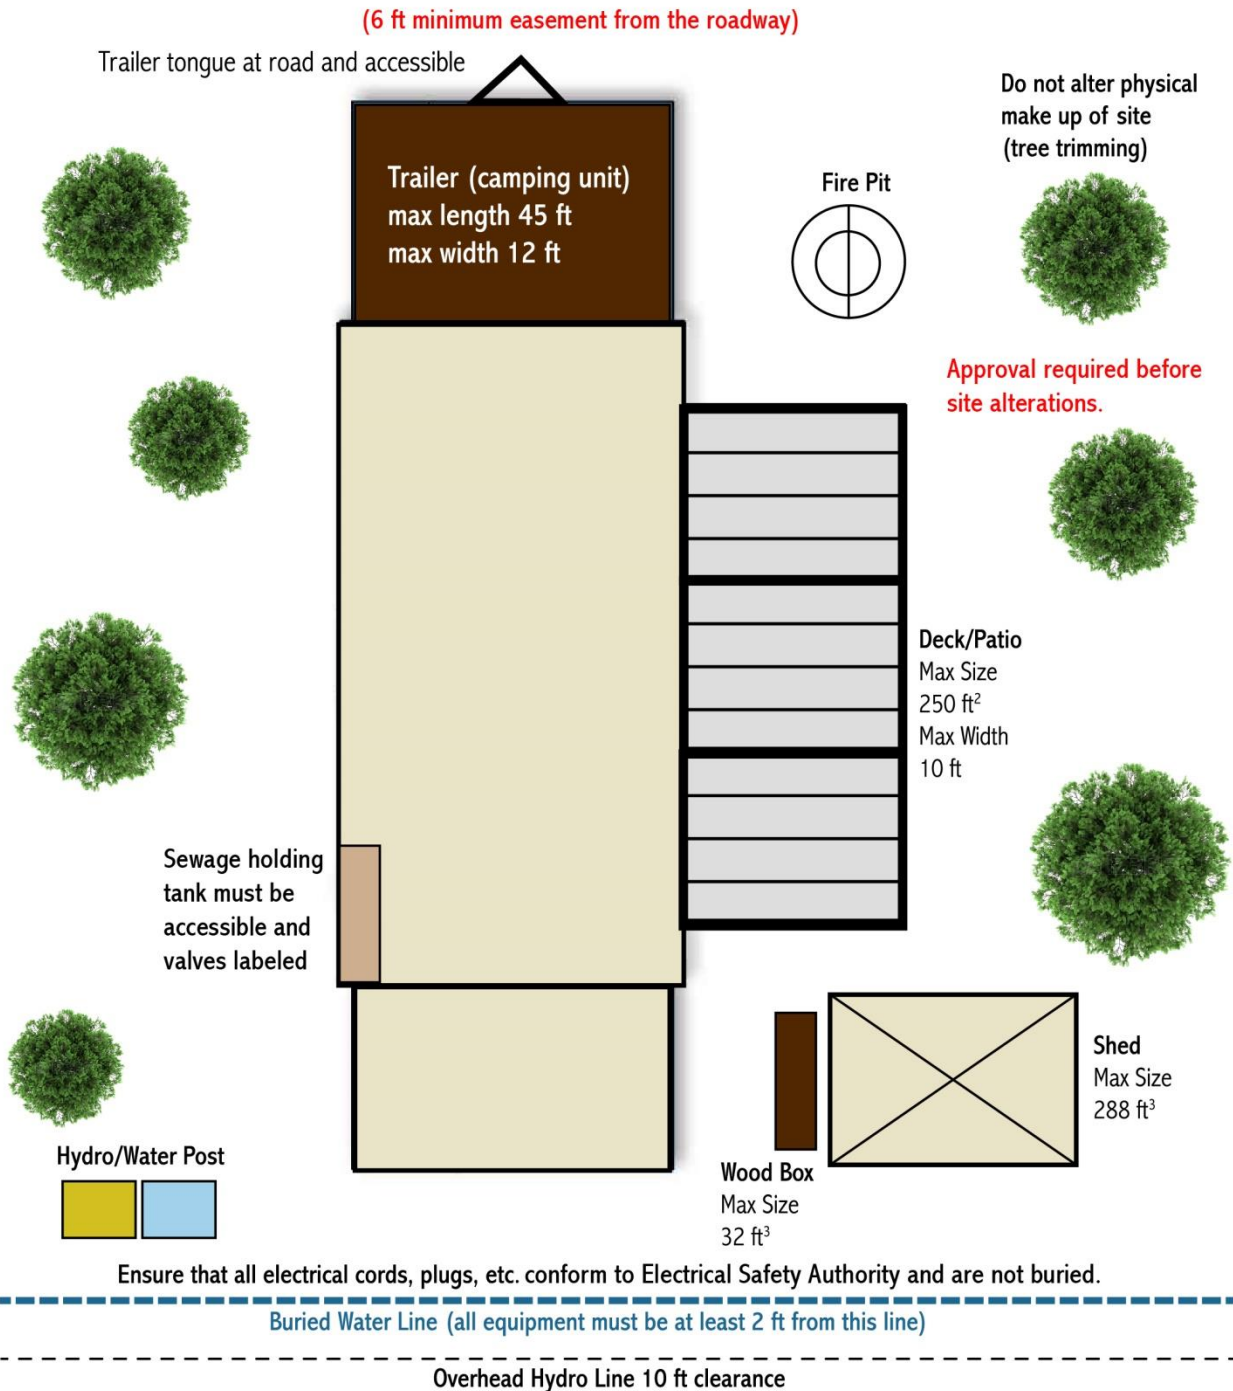 (6 ft minimum easement from the roadway)
Trailer tongue at road and accessible
Do not alter physical
make up of site
(tree trimming)
Trailer (camping unit)
max length 45 ft
max width 12 ft
Fire Pit
Approval required before
site alterations.
Deck/Patio
Max Size
250 ft²
Max Width
10 ft
Sewage holding
tank must be
accessible and
valves labeled
Shed
Max Size
288 ft³
Hydro/Water Post
Wood Box
Max Size
32 ft³
Ensure that all electrical cords, plugs, etc. conform to Electrical Safety Authority and are not buried.
Buried Water Line (all equipment must be at least 2 ft from this line)
Overhead Hydro Line 10 ft clearance